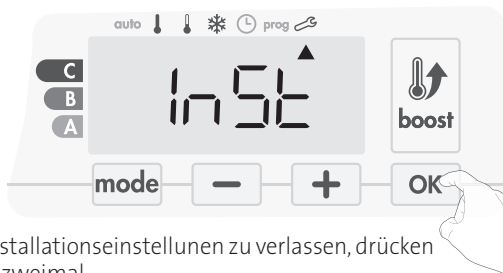 auto prog
C
B
A
InSt
boost
mode − + OK
stallationseinstellunen zu verlassen, drücken
zweimal